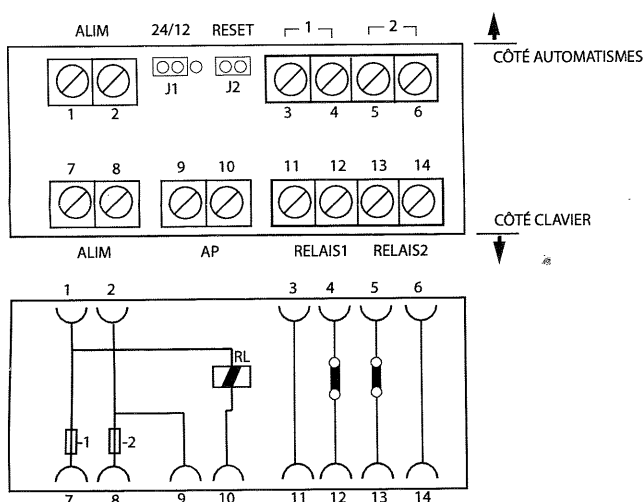 ALIM 24/12 RESET 1 2
CÔTÉ AUTOMATISMES
J1 J2
1 2 3 4 5 6
7 8 9 10 11 12 13 14
CÔTÉ CLAVIER
ALIM AP RELAIS1 RELAIS2
1 2 3 4 5 6
RL
-1 -2
7 8 9 10 11 12 13 14